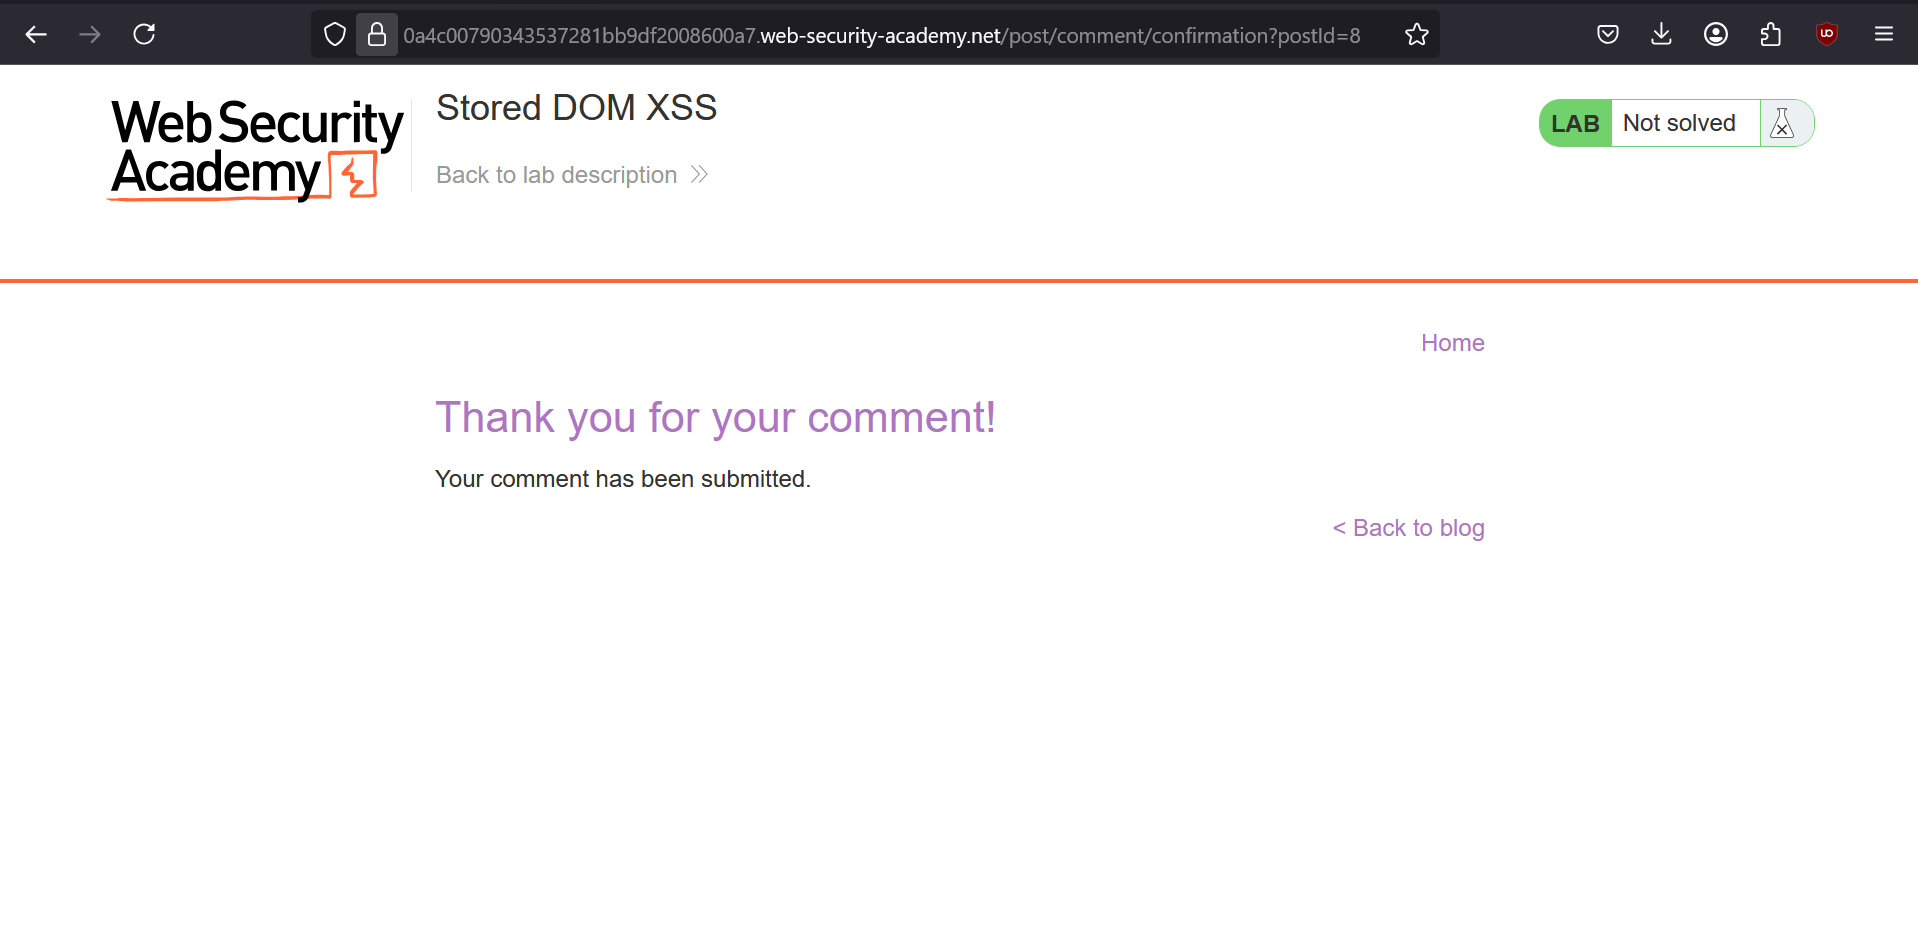 0a4c00790343537281bb9df2008600a7.web-security-academy.net/post/comment/confirmation?postId=8
Web Security
Academy
Stored DOM XSS
Back to lab description
LAB Not solved
Home
Thank you for your comment!
Your comment has been submitted.
< Back to blog